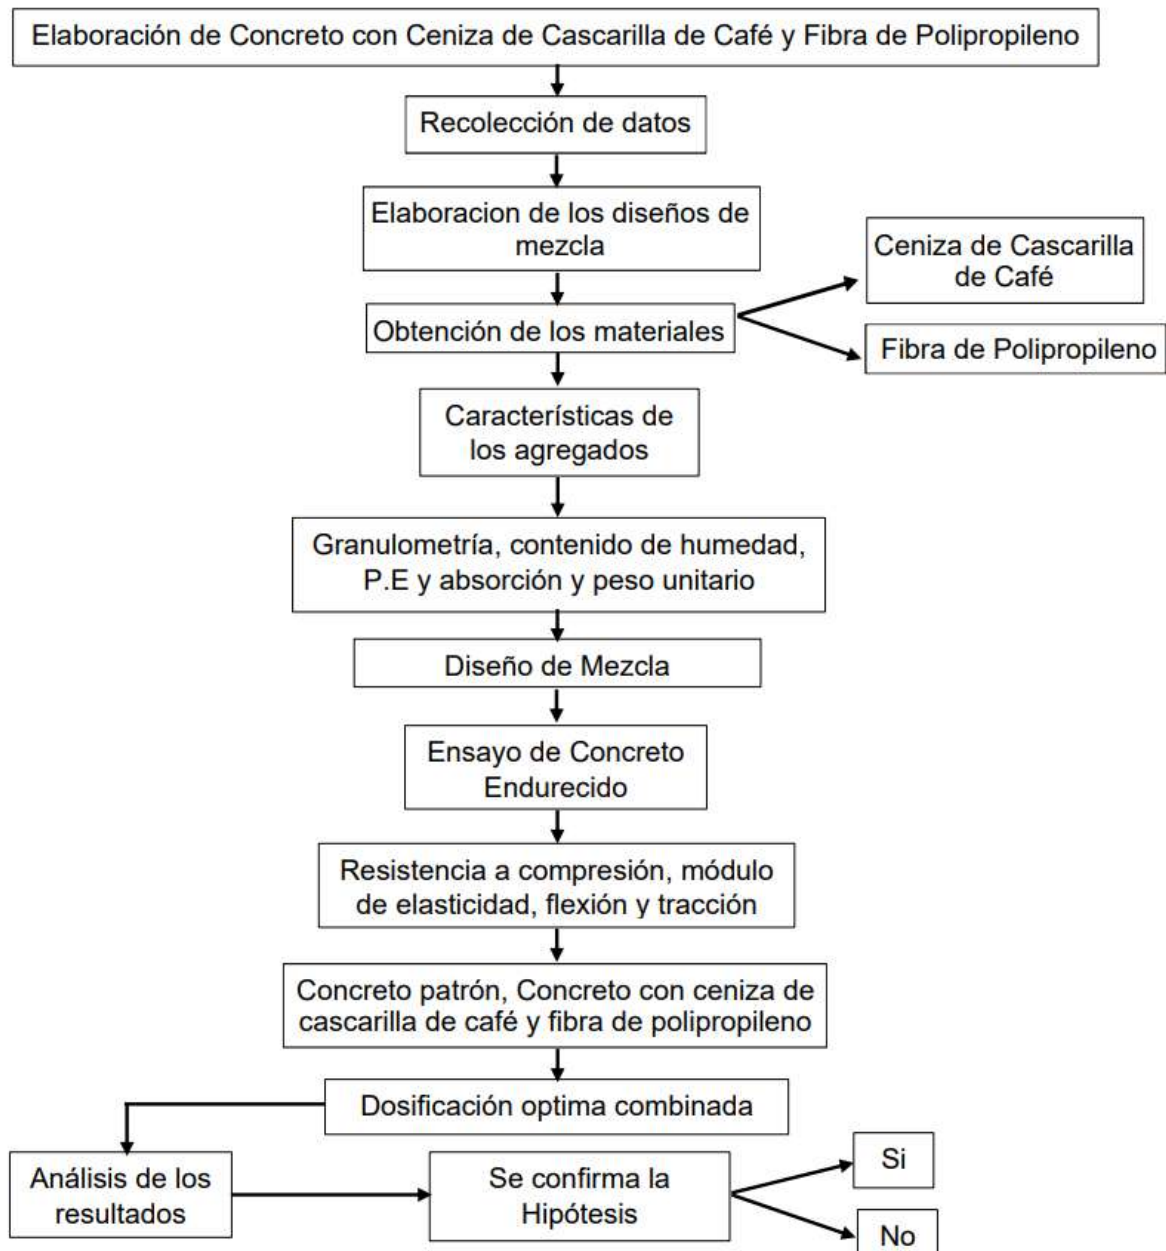 Elaboración de Concreto con Ceniza de Cascarilla de Café y Fibra de Polipropileno
Recolección de datos
Elaboracion de los diseños de
mezcla
Obtención de los materiales
Ceniza de Cascarilla
de Café
Fibra de Polipropileno
Características de
los agregados
Granulometría, contenido de humedad,
P.E y absorción y peso unitario
Diseño de Mezcla
Ensayo de Concreto
Endurecido
Resistencia a compresión, módulo
de elasticidad, flexión y tracción
Concreto patrón, Concreto con ceniza de
cascarilla de café y fibra de polipropileno
Dosificación optima combinada
Análisis de los
resultados
Se confirma la
Hipótesis
Si
No